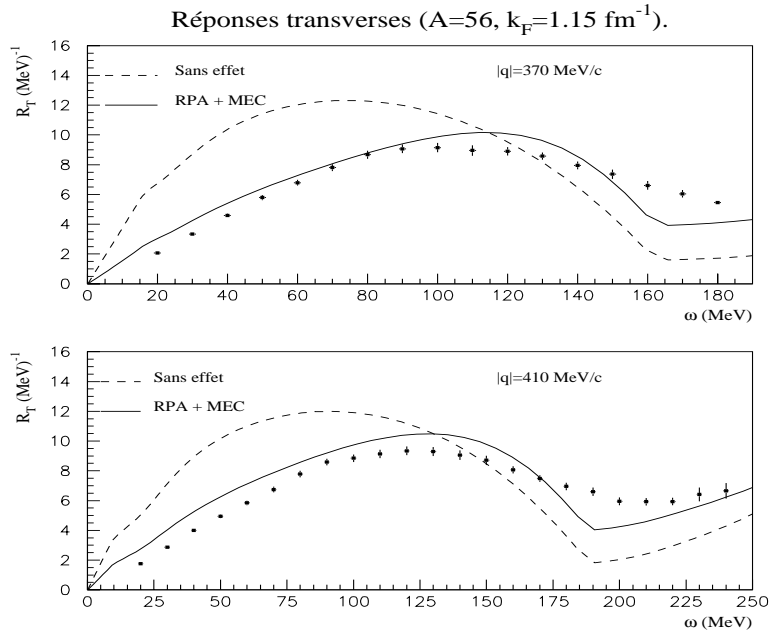 Réponses transverses (A=56, k_F=1.15 fm⁻¹).
R_T (MeV)⁻¹
16
14
12
10
8
6
4
2
0
Sans effet
RPA + MEC
|q|=370 MeV/c
0 20 40 60 80 100 120 140 160 180
ω (MeV)
R_T (MeV)⁻¹
16
14
12
10
8
6
4
2
0
Sans effet
RPA + MEC
|q|=410 MeV/c
0 25 50 75 100 125 150 175 200 225 250
ω (MeV)